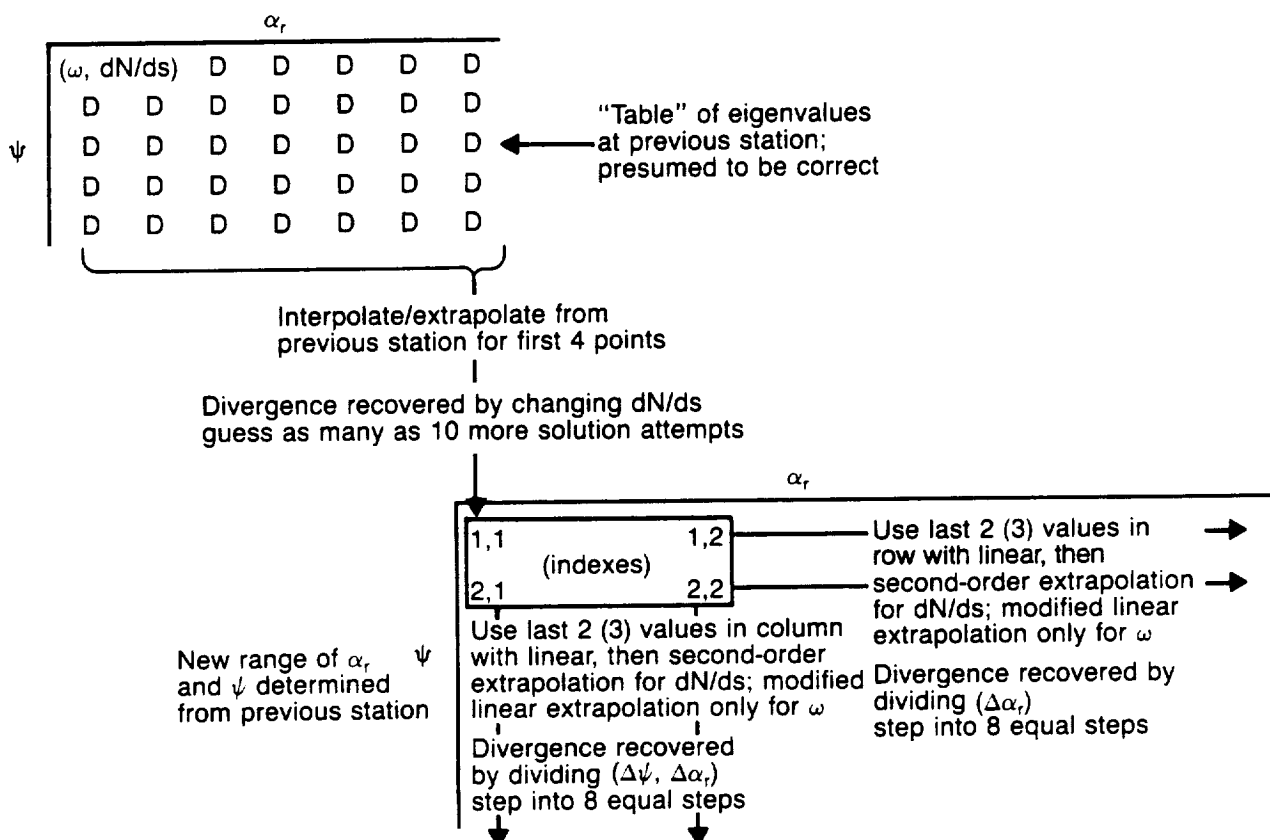 αr
(ω, dN/ds) D D D D D
D D D D D D D
ψ D D D D D D D
D D D D D D D
D D D D D D D
“Table” of eigenvalues
at previous station;
presumed to be correct
Interpolate/extrapolate from
previous station for first 4 points
Divergence recovered by changing dN/ds
guess as many as 10 more solution attempts
αr
1,1 1,2
(indexes)
2,1 2,2
Use last 2 (3) values in
row with linear, then
second-order extrapolation
for dN/ds; modified linear
extrapolation only for ω
Divergence recovered by
dividing (Δαr)
step into 8 equal steps
New range of αr
and ψ determined
from previous station
ψ
Use last 2 (3) values in column
with linear, then second-order
extrapolation for dN/ds; modified
linear extrapolation only for ω
Divergence recovered
by dividing (Δψ, Δαr)
step into 8 equal steps